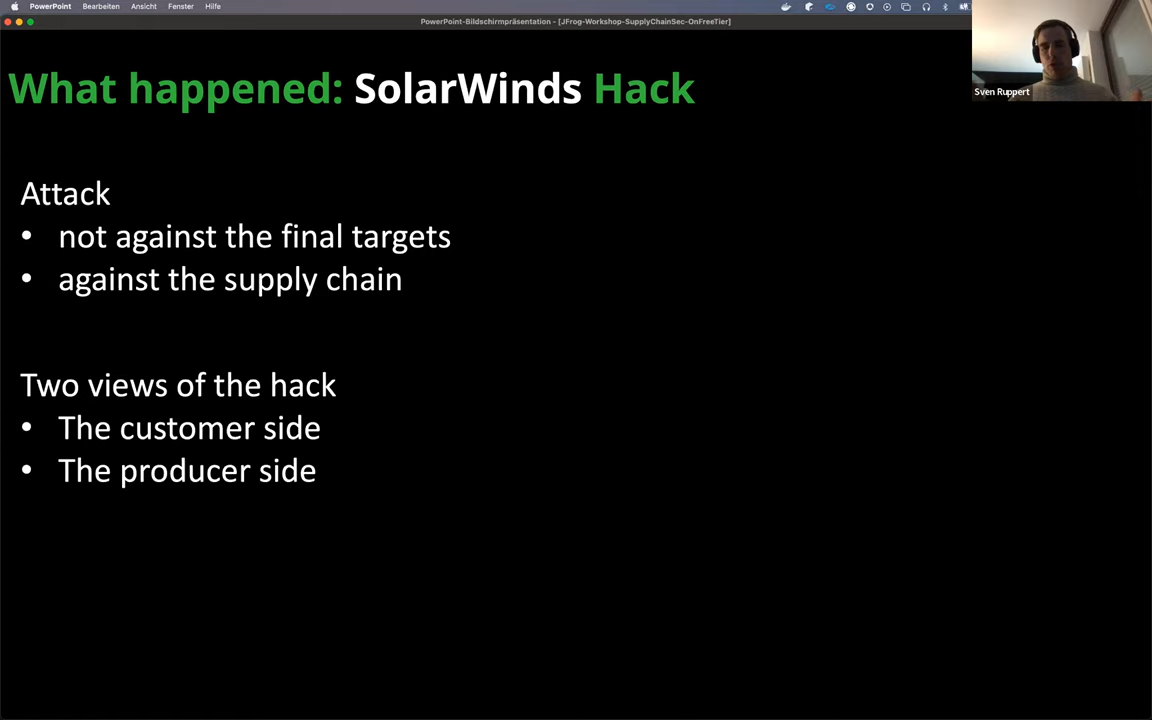 PowerPoint Bearbeiten Ansicht Fenster Hilfe
PowerPoint-Bildschirmpräsentation - [JFrog-Workshop-SupplyChainSec-OnFreeTier]
Sven Ruppert
What happened: SolarWinds Hack
Attack
• not against the final targets
• against the supply chain
Two views of the hack
• The customer side
• The producer side